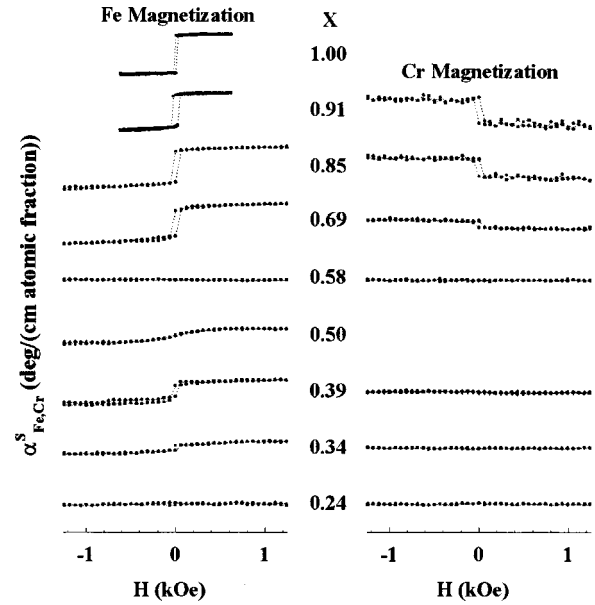 Fe Magnetization
X
Cr Magnetization
1.00
0.91
0.85
0.69
0.58
0.50
0.39
0.34
0.24
α^S_Fe,Cr (deg/(cm atomic fraction))
-1 0 1
-1 0 1
H (kOe)
H (kOe)